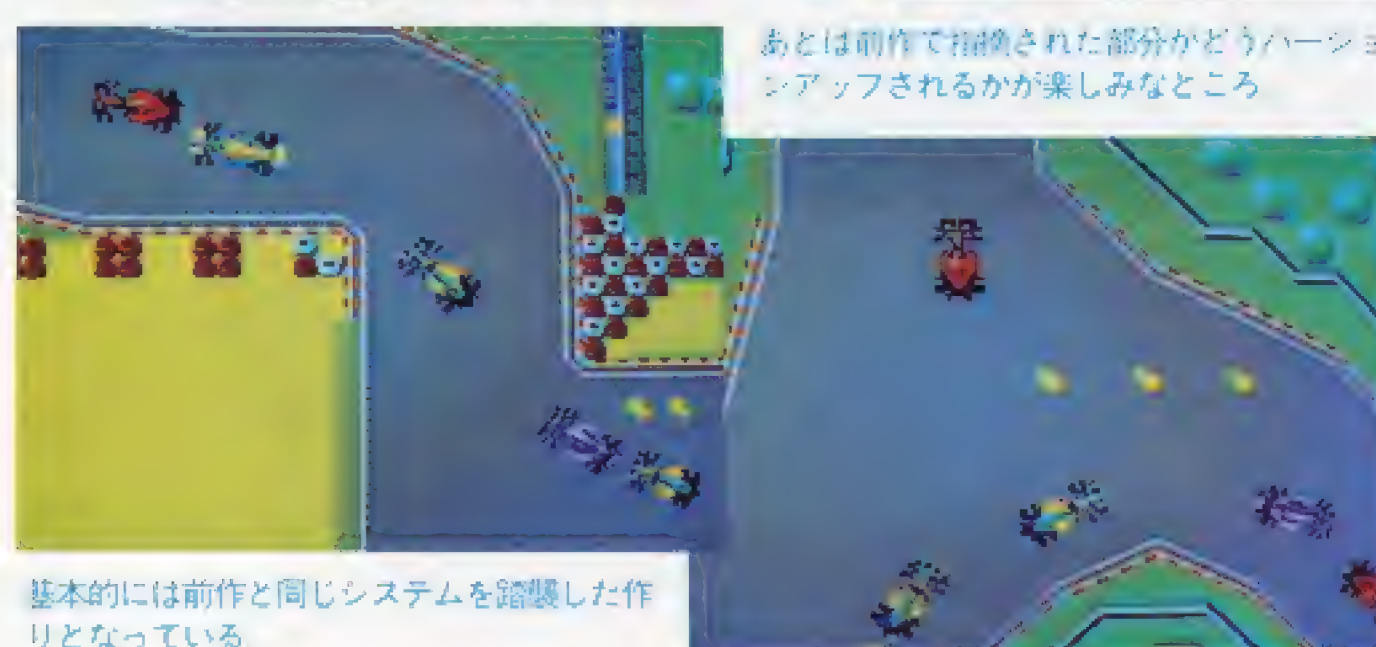 あとは前作で指摘された部分がどうバージョ
ンアップされるかが楽しみなところ
基本的には前作と同じシステムを踏襲した作
りとなっている